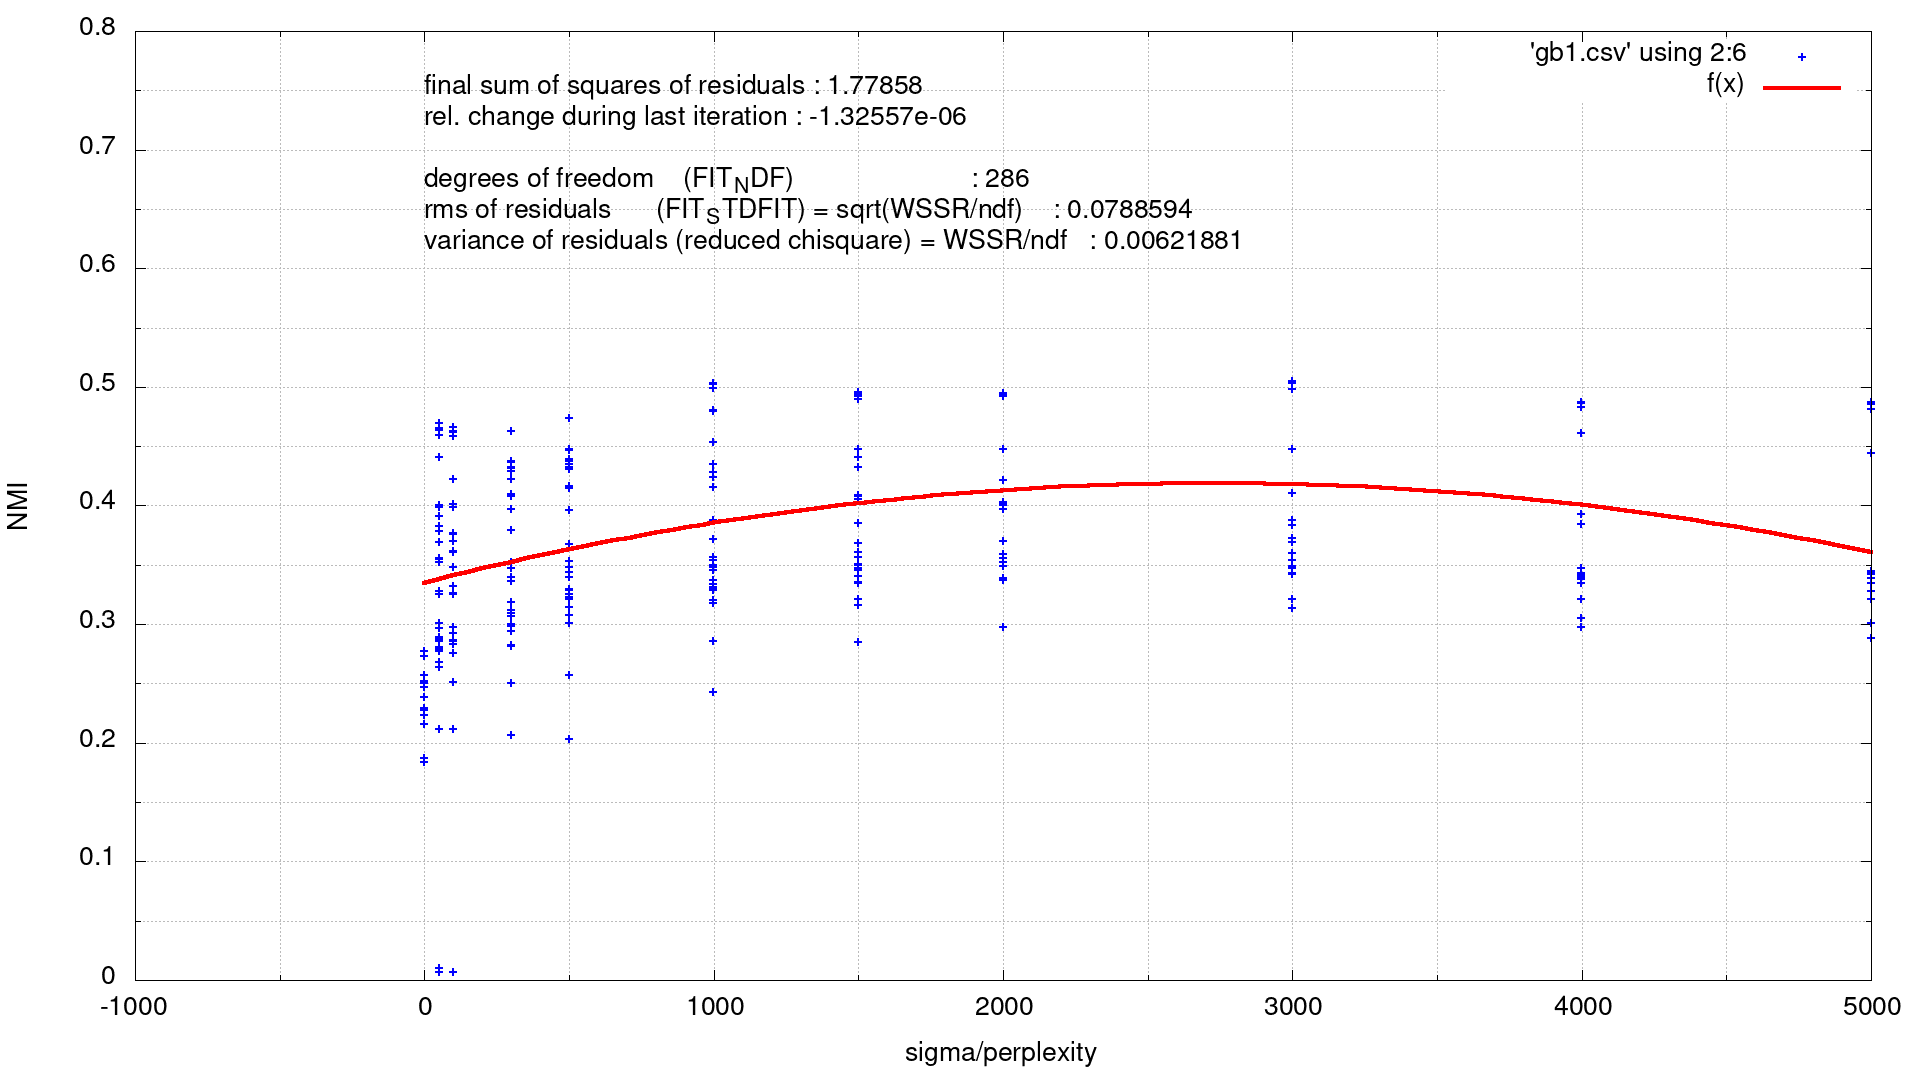 'gb1.csv' using 2:6
f(x)
final sum of squares of residuals : 1.77858
rel. change during last iteration : -1.32557e-06
degrees of freedom (FIT_NDF) : 286
rms of residuals (FIT_STDFIT) = sqrt(WSSR/ndf) : 0.0788594
variance of residuals (reduced chisquare) = WSSR/ndf : 0.00621881
0.8
0.7
0.6
0.5
0.4
0.3
0.2
0.1
0
NMI
-1000
0
1000
2000
3000
4000
5000
sigma/perplexity